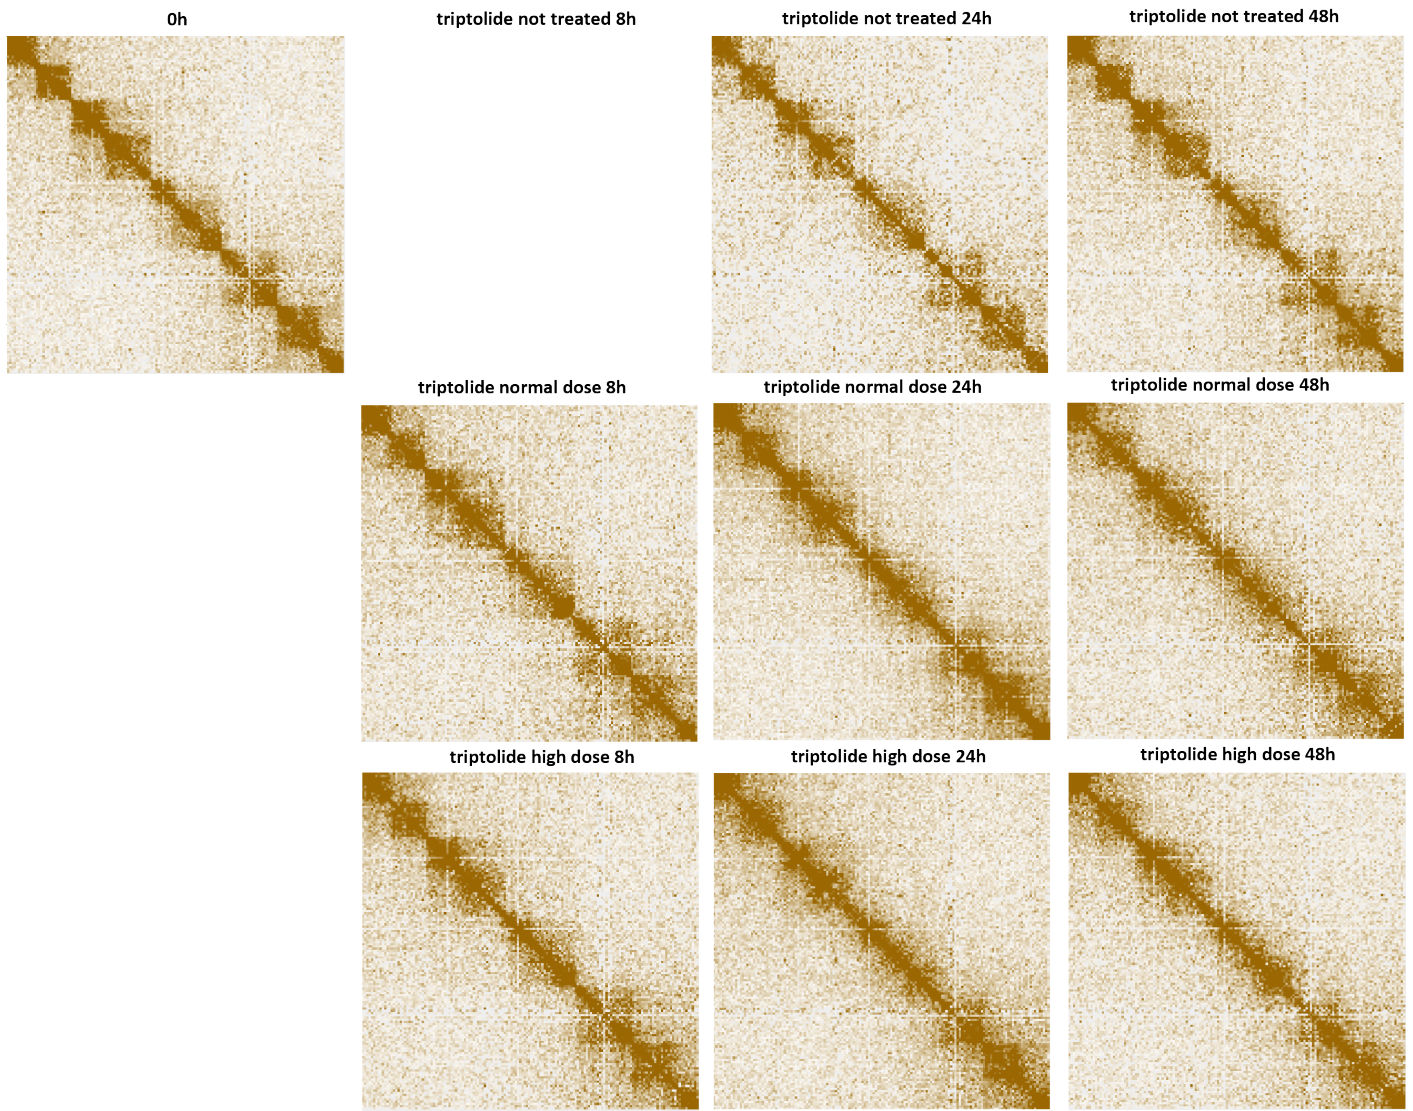 0h
triptolide not treated 8h
triptolide not treated 24h
triptolide not treated 48h
triptolide normal dose 8h
triptolide normal dose 24h
triptolide normal dose 48h
triptolide high dose 8h
triptolide high dose 24h
triptolide high dose 48h